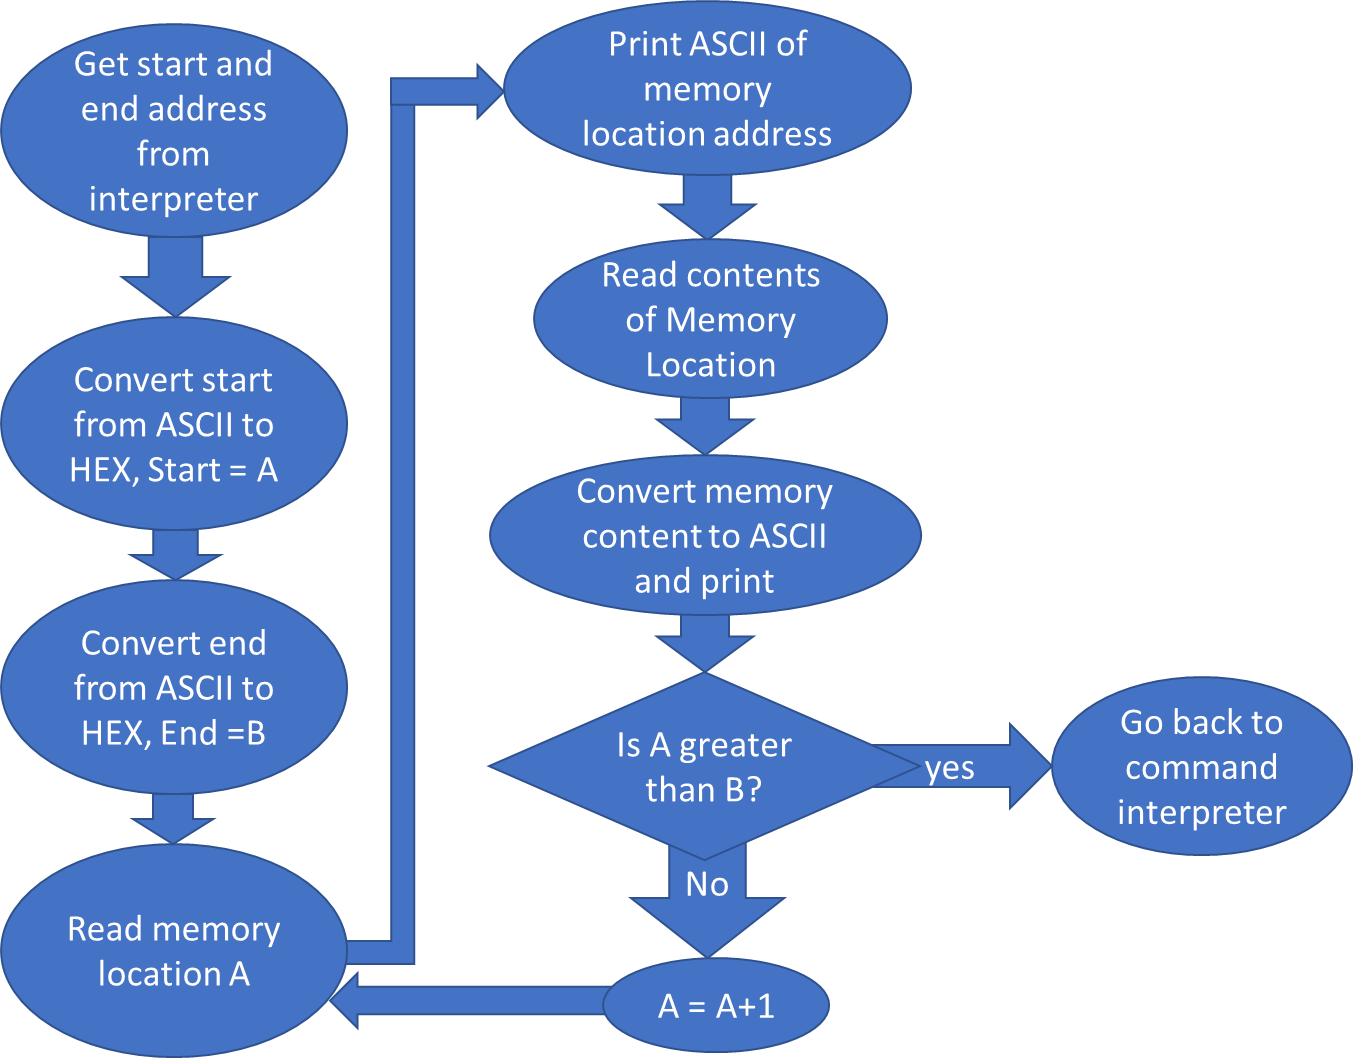 Get start and
end address
from
interpreter
Convert start
from ASCII to
HEX, Start = A
Convert end
from ASCII to
HEX, End =B
Read memory
location A
Print ASCII of
memory
location address
Read contents
of Memory
Location
Convert memory
content to ASCII
and print
Is A greater
than B?
yes
Go back to
command
interpreter
No
A = A+1